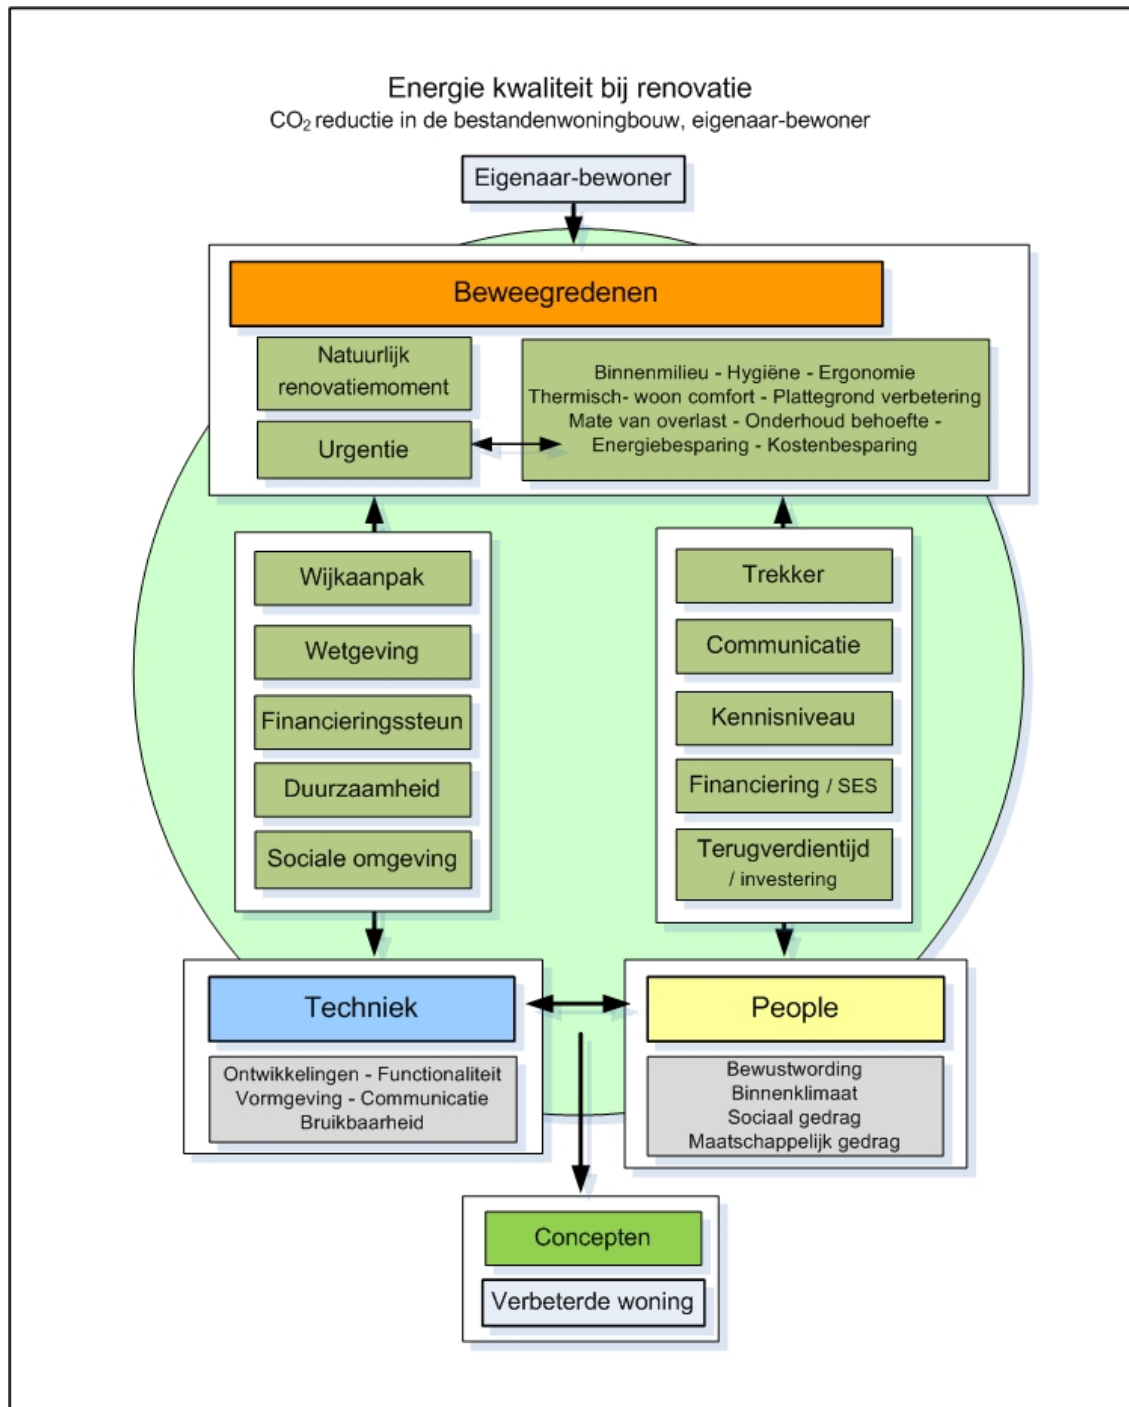 Energie kwaliteit bij renovatie
CO₂ reductie in de bestandenwoningbouw, eigenaar-bewoner
Eigenaar-bewoner
Beweegredenen
Natuurlijk
renovatiemoment
Urgentie
Binnenmilieu - Hygiëne - Ergonomie
Thermisch- woon comfort - Plattegrond verbetering
Mate van overlast - Onderhoud behoefte -
Energiebesparing - Kostenbesparing
Wijkaanpak
Wetgeving
Financieringssteun
Duurzaamheid
Sociale omgeving
Trekker
Communicatie
Kennisniveau
Financiering / SES
Terugverdientijd
/ investering
Techniek
Ontwikkelingen - Functionaliteit
Vormgeving - Communicatie
Bruikbaarheid
People
Bewustwording
Binnenklimaat
Sociaal gedrag
Maatschappelijk gedrag
Concepten
Verbeterde woning